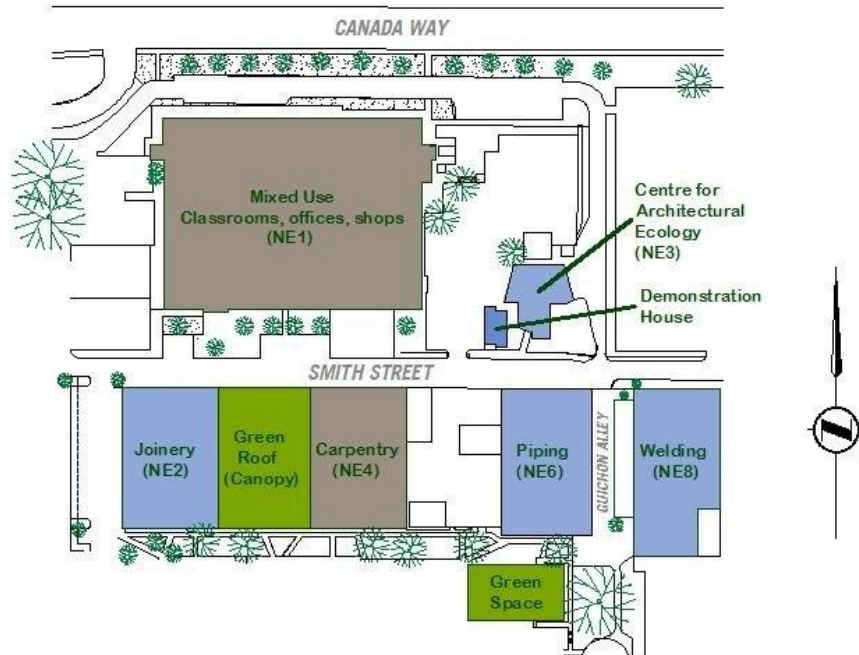 CANADA WAY
Mixed Use
Classrooms, offices, shops
(NE1)
Centre for
Architectural
Ecology
(NE3)
Demonstration
House
SMITH STREET
Joinery
(NE2)
Green
Roof
(Canopy)
Carpentry
(NE4)
Piping
(NE6)
GUICHON ALLEY
Welding
(NE8)
Green
Space